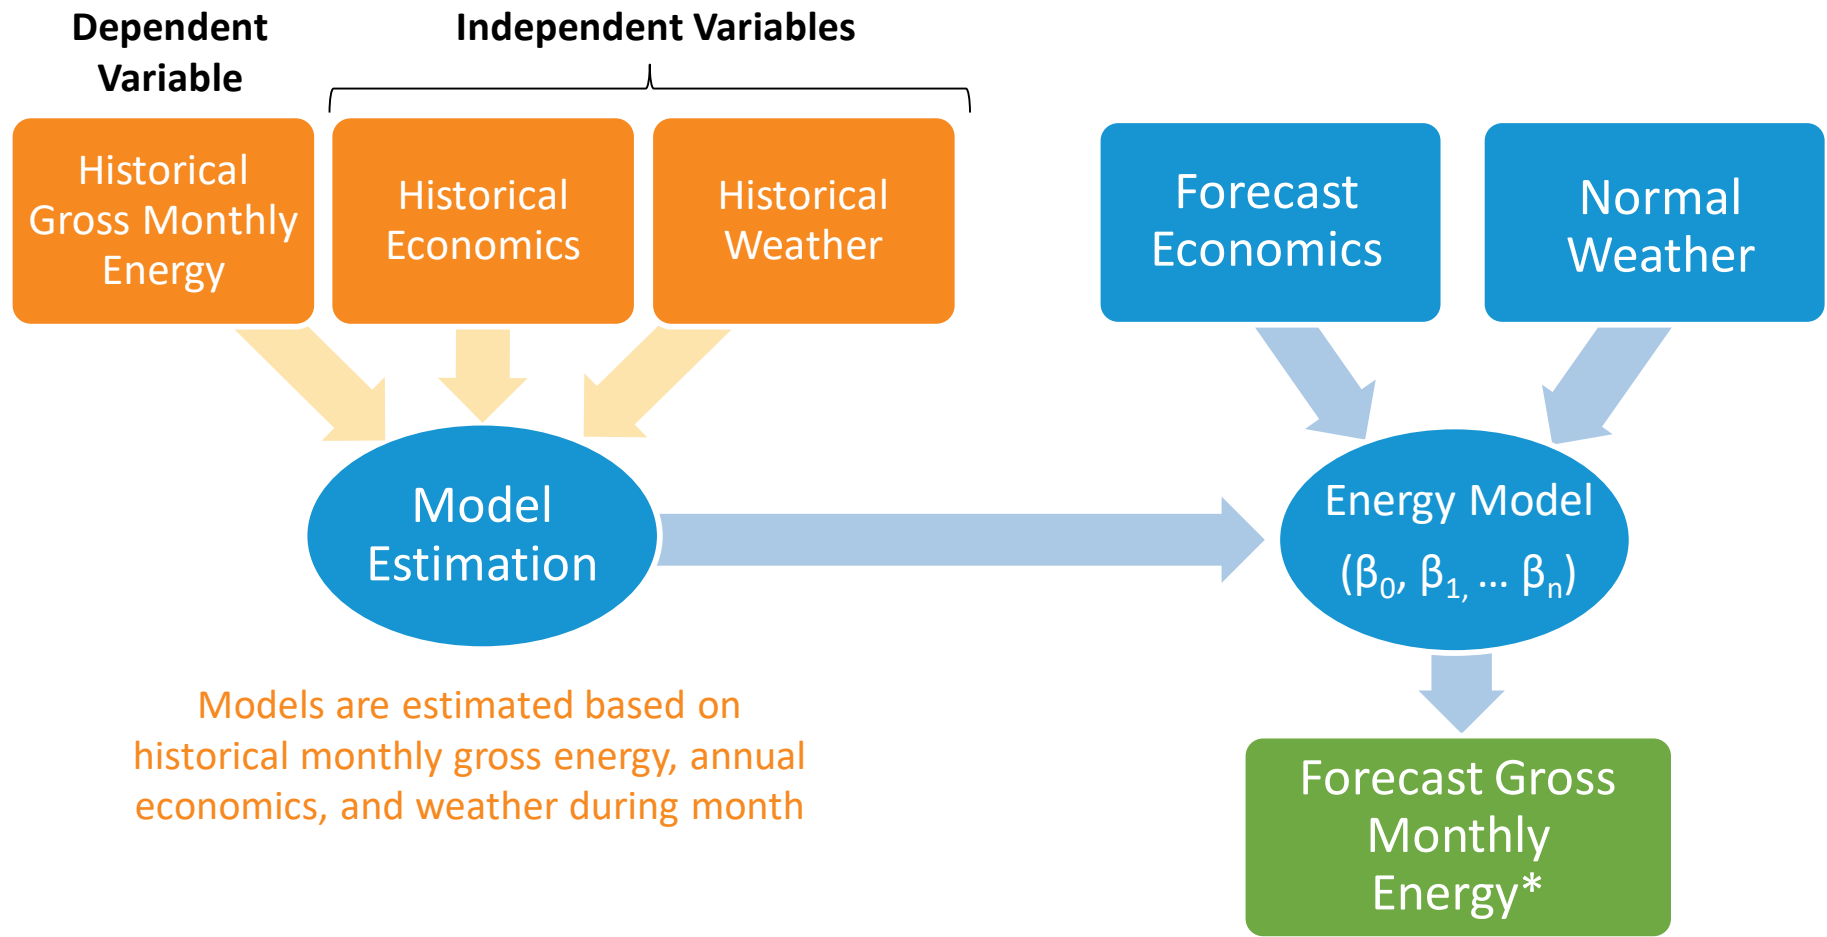 Dependent
Variable
Independent Variables
Historical
Gross Monthly
Energy
Historical
Economics
Historical
Weather
Forecast
Economics
Normal
Weather
Model
Estimation
Energy Model
(β0, β1, ... βn)
Models are estimated based on
historical monthly gross energy, annual
economics, and weather during month
Forecast Gross
Monthly
Energy*